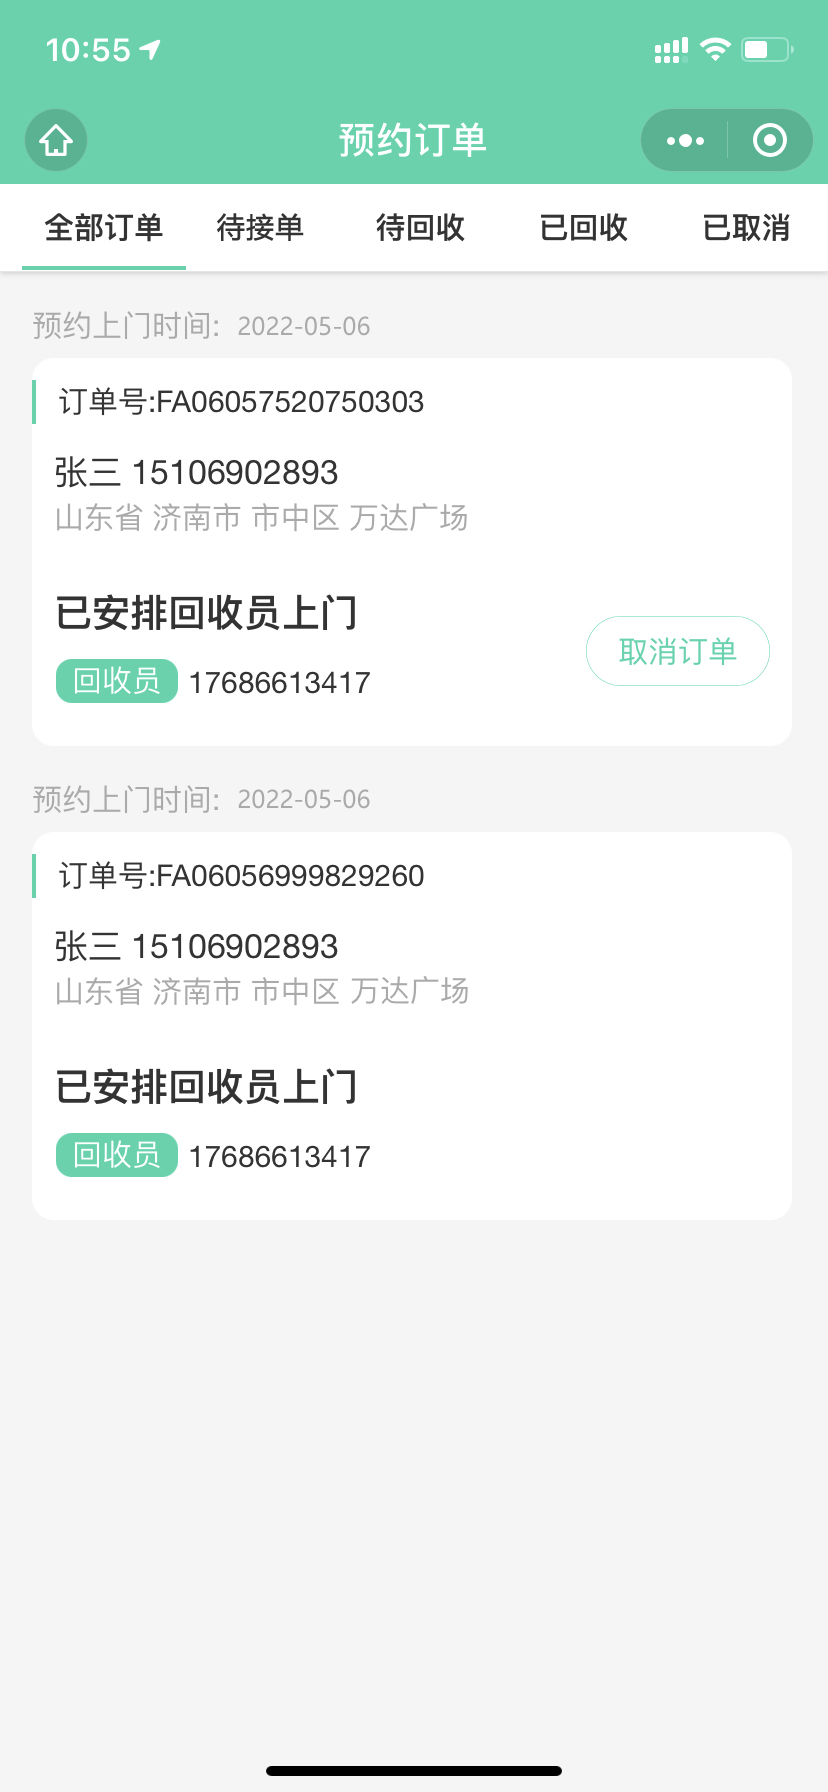 10:55
预约订单
全部订单 待接单 待回收 已回收 已取消
预约上门时间: 2022-05-06
订单号:FA06057520750303
张三 15106902893
山东省 济南市 市中区 万达广场
已安排回收员上门
取消订单
回收员 17686613417
预约上门时间: 2022-05-06
订单号:FA06056999829260
张三 15106902893
山东省 济南市 市中区 万达广场
已安排回收员上门
回收员 17686613417